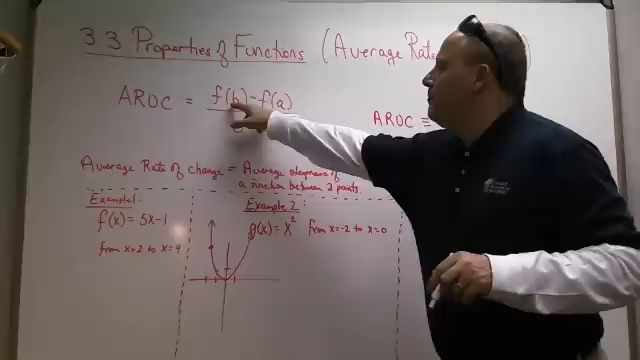 3.3 Properties of Functions (Average Rate
AROC = f(b) - f(a)
AROC =
Average Rate of change = Average steepness of
a function between 2 points.
Example 1:
f(x) = 5x-1
from x=2 to x=4
Example 2:
g(x) = x² from x=-2 to x=0